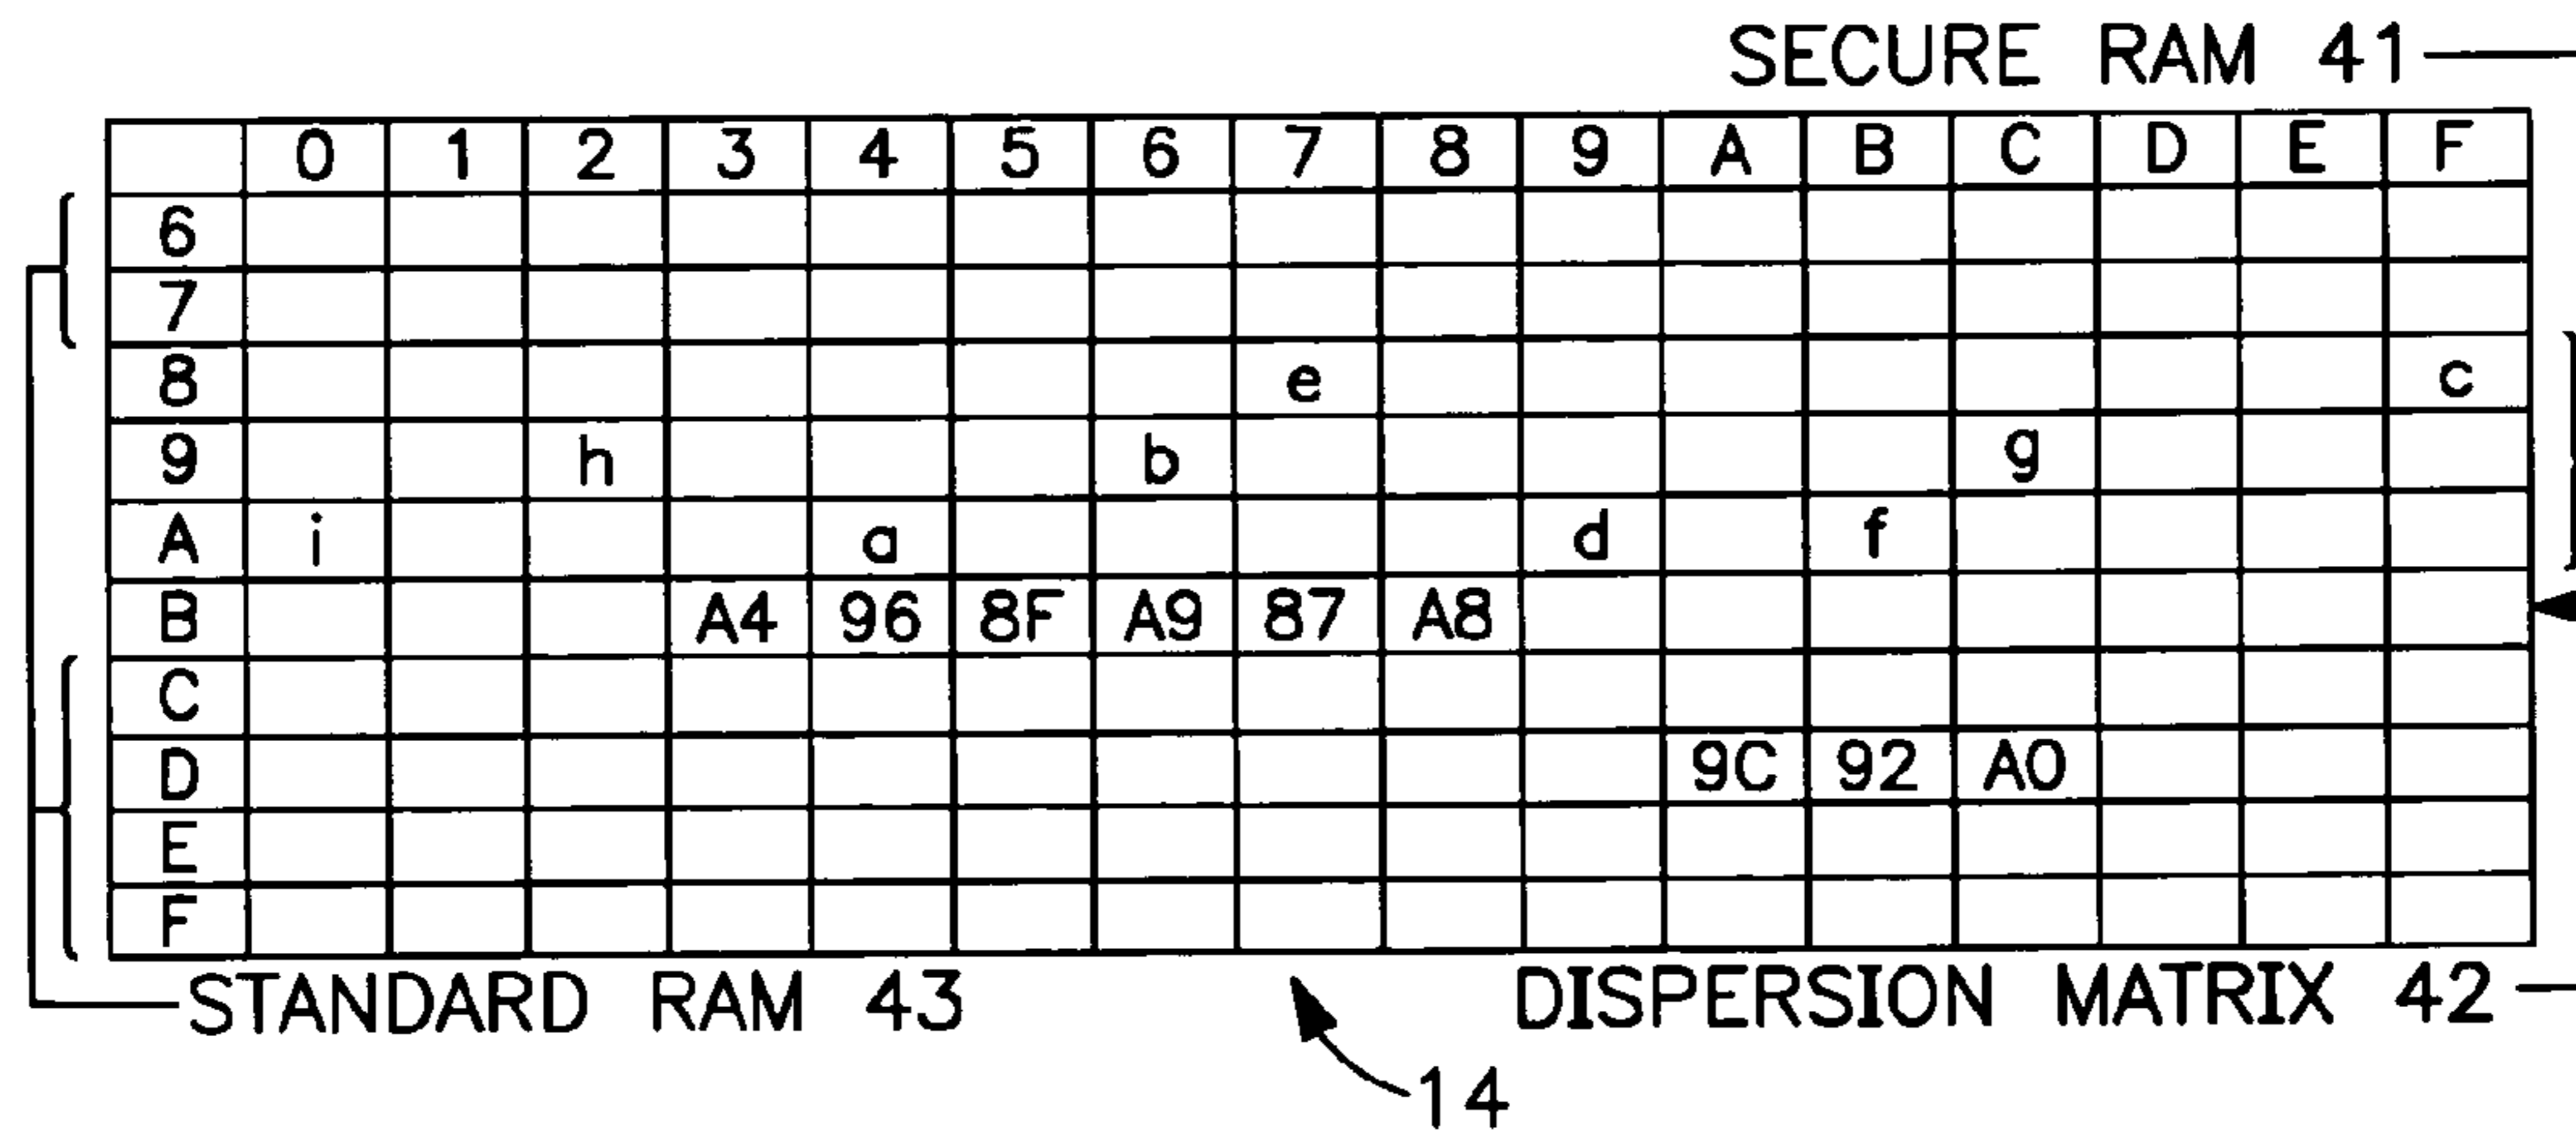 SECURE RAM 41
0 1 2 3 4 5 6 7 8 9 A B C D E F
6
7
8 e c
9 h b g
A i a d f
B A4 96 8F A9 87 A8
C
D 9C 92 A0
E
F
STANDARD RAM 43 DISPERSION MATRIX 42
14